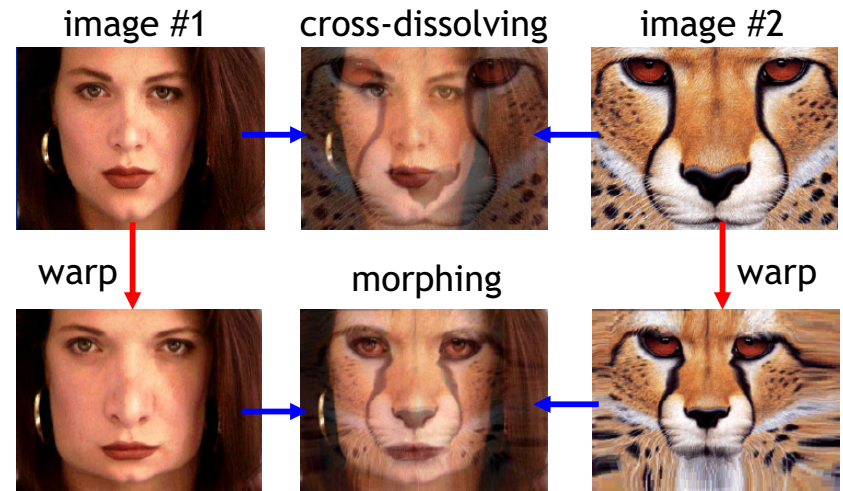 image #1
cross-dissolving
image #2
warp
morphing
warp